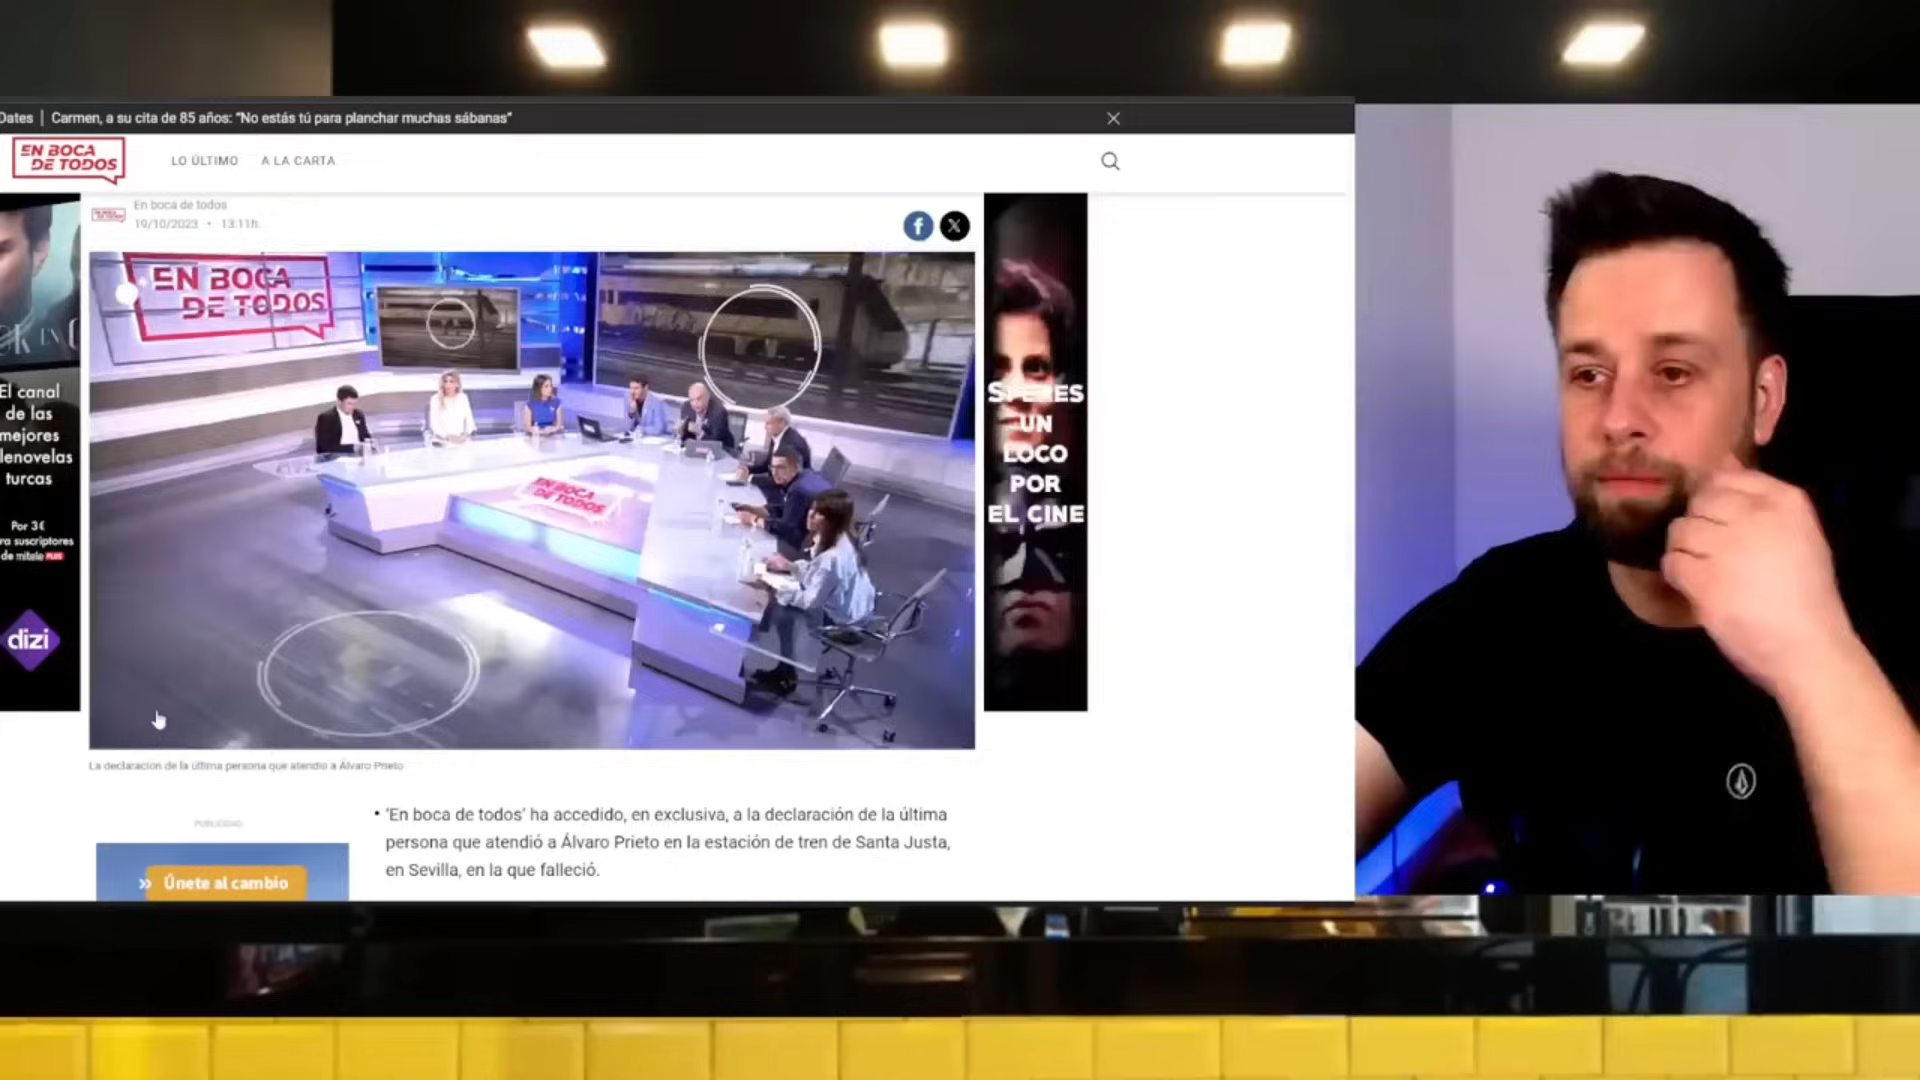 Dates | Carmen, a su cita de 85 años: "No estás tú para planchar muchas sábanas"
EN BOCA
DE TODOS
LO ÚLTIMO
A LA CARTA
En boca de todos
19/10/2023 • 13:11h.
EN BOCA
DE TODOS
EN BOCA
DE TODOS
El canal
de las
mejores
lenovelas
turcas
Por 3€
ra suscriptores
de mitele PLUS
dizi
SI ERES
UN
LOCO
POR
EL CINE
La declaración de la última persona que atendió a Álvaro Prieto
PUBLICIDAD
» Únete al cambio
• 'En boca de todos' ha accedido, en exclusiva, a la declaración de la última
persona que atendió a Álvaro Prieto en la estación de tren de Santa Justa,
en Sevilla, en la que falleció.